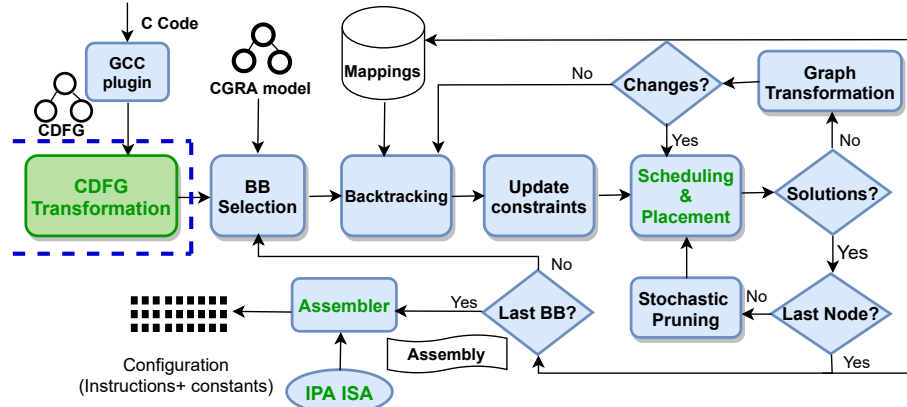 C Code
GCC
plugin
CDFG
CGRA model
Mappings
No
Changes?
Graph
Transformation
Yes
No
CDFG
Transformation
BB
Selection
Backtracking
Update
constraints
Scheduling
&
Placement
Solutions?
Yes
No
Assembler
Yes
Last BB?
Stochastic
Pruning
No
Last Node?
Assembly
Yes
Configuration
(Instructions+ constants)
IPA ISA